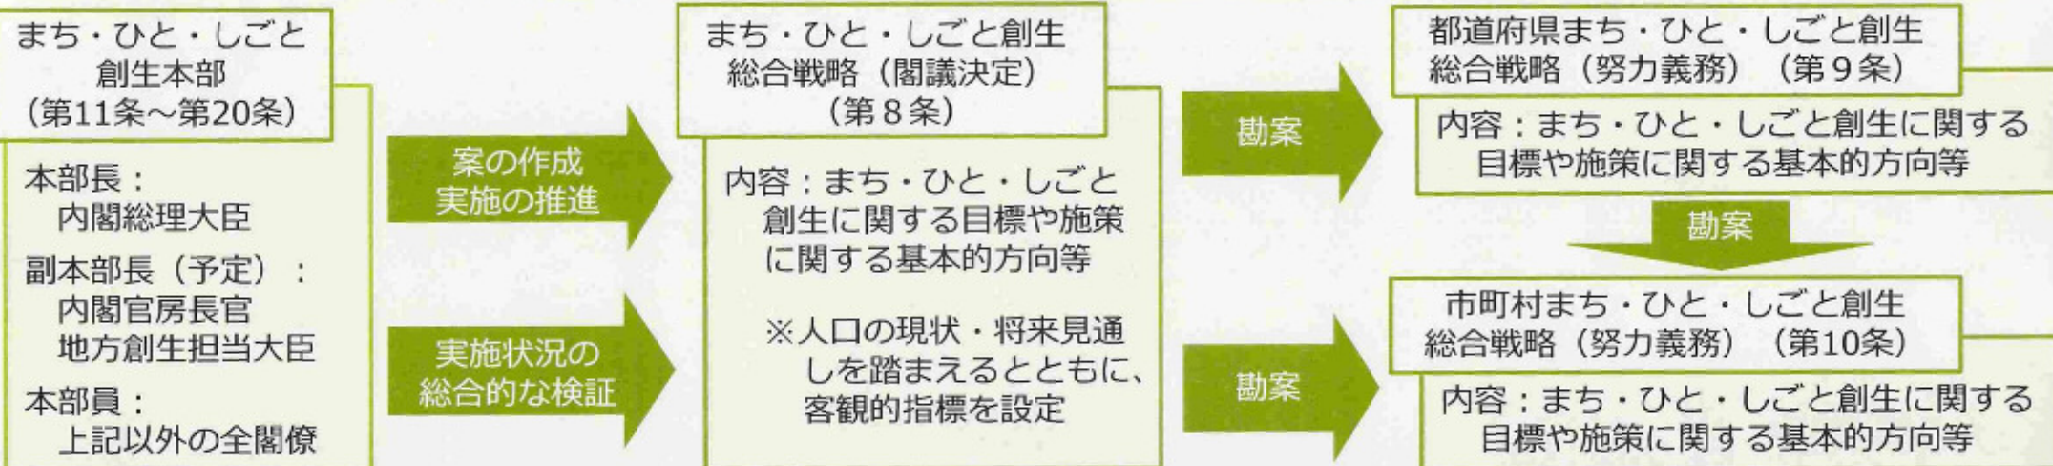 まち・ひと・しごと
創生本部
（第11条～第20条）
本部長：
内閣総理大臣
副本部長（予定）：
内閣官房長官
地方創生担当大臣
本部員：
上記以外の全閣僚
案の作成
実施の推進
実施状況の
総合的な検証
まち・ひと・しごと創生
総合戦略（閣議決定）
（第８条）
内容：まち・ひと・しごと
創生に関する目標や施策
に関する基本的方向等
※人口の現状・将来見通
しを踏まえるとともに、
客観的指標を設定
勘案
勘案
都道府県まち・ひと・しごと創生
総合戦略（努力義務）（第９条）
内容：まち・ひと・しごと創生に関する
目標や施策に関する基本的方向等
勘案
市町村まち・ひと・しごと創生
総合戦略（努力義務）（第10条）
内容：まち・ひと・しごと創生に関する
目標や施策に関する基本的方向等